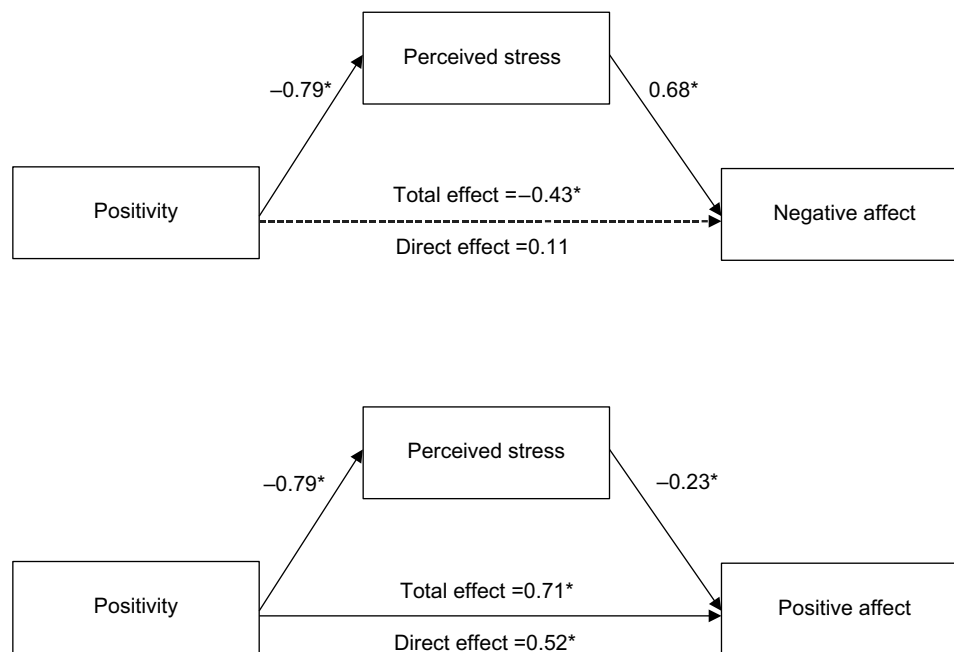 Perceived stress
–0.79*
0.68*
Total effect =–0.43*
Positivity
Negative affect
Direct effect =0.11
Perceived stress
–0.79*
–0.23*
Total effect =0.71*
Positivity
Positive affect
Direct effect =0.52*